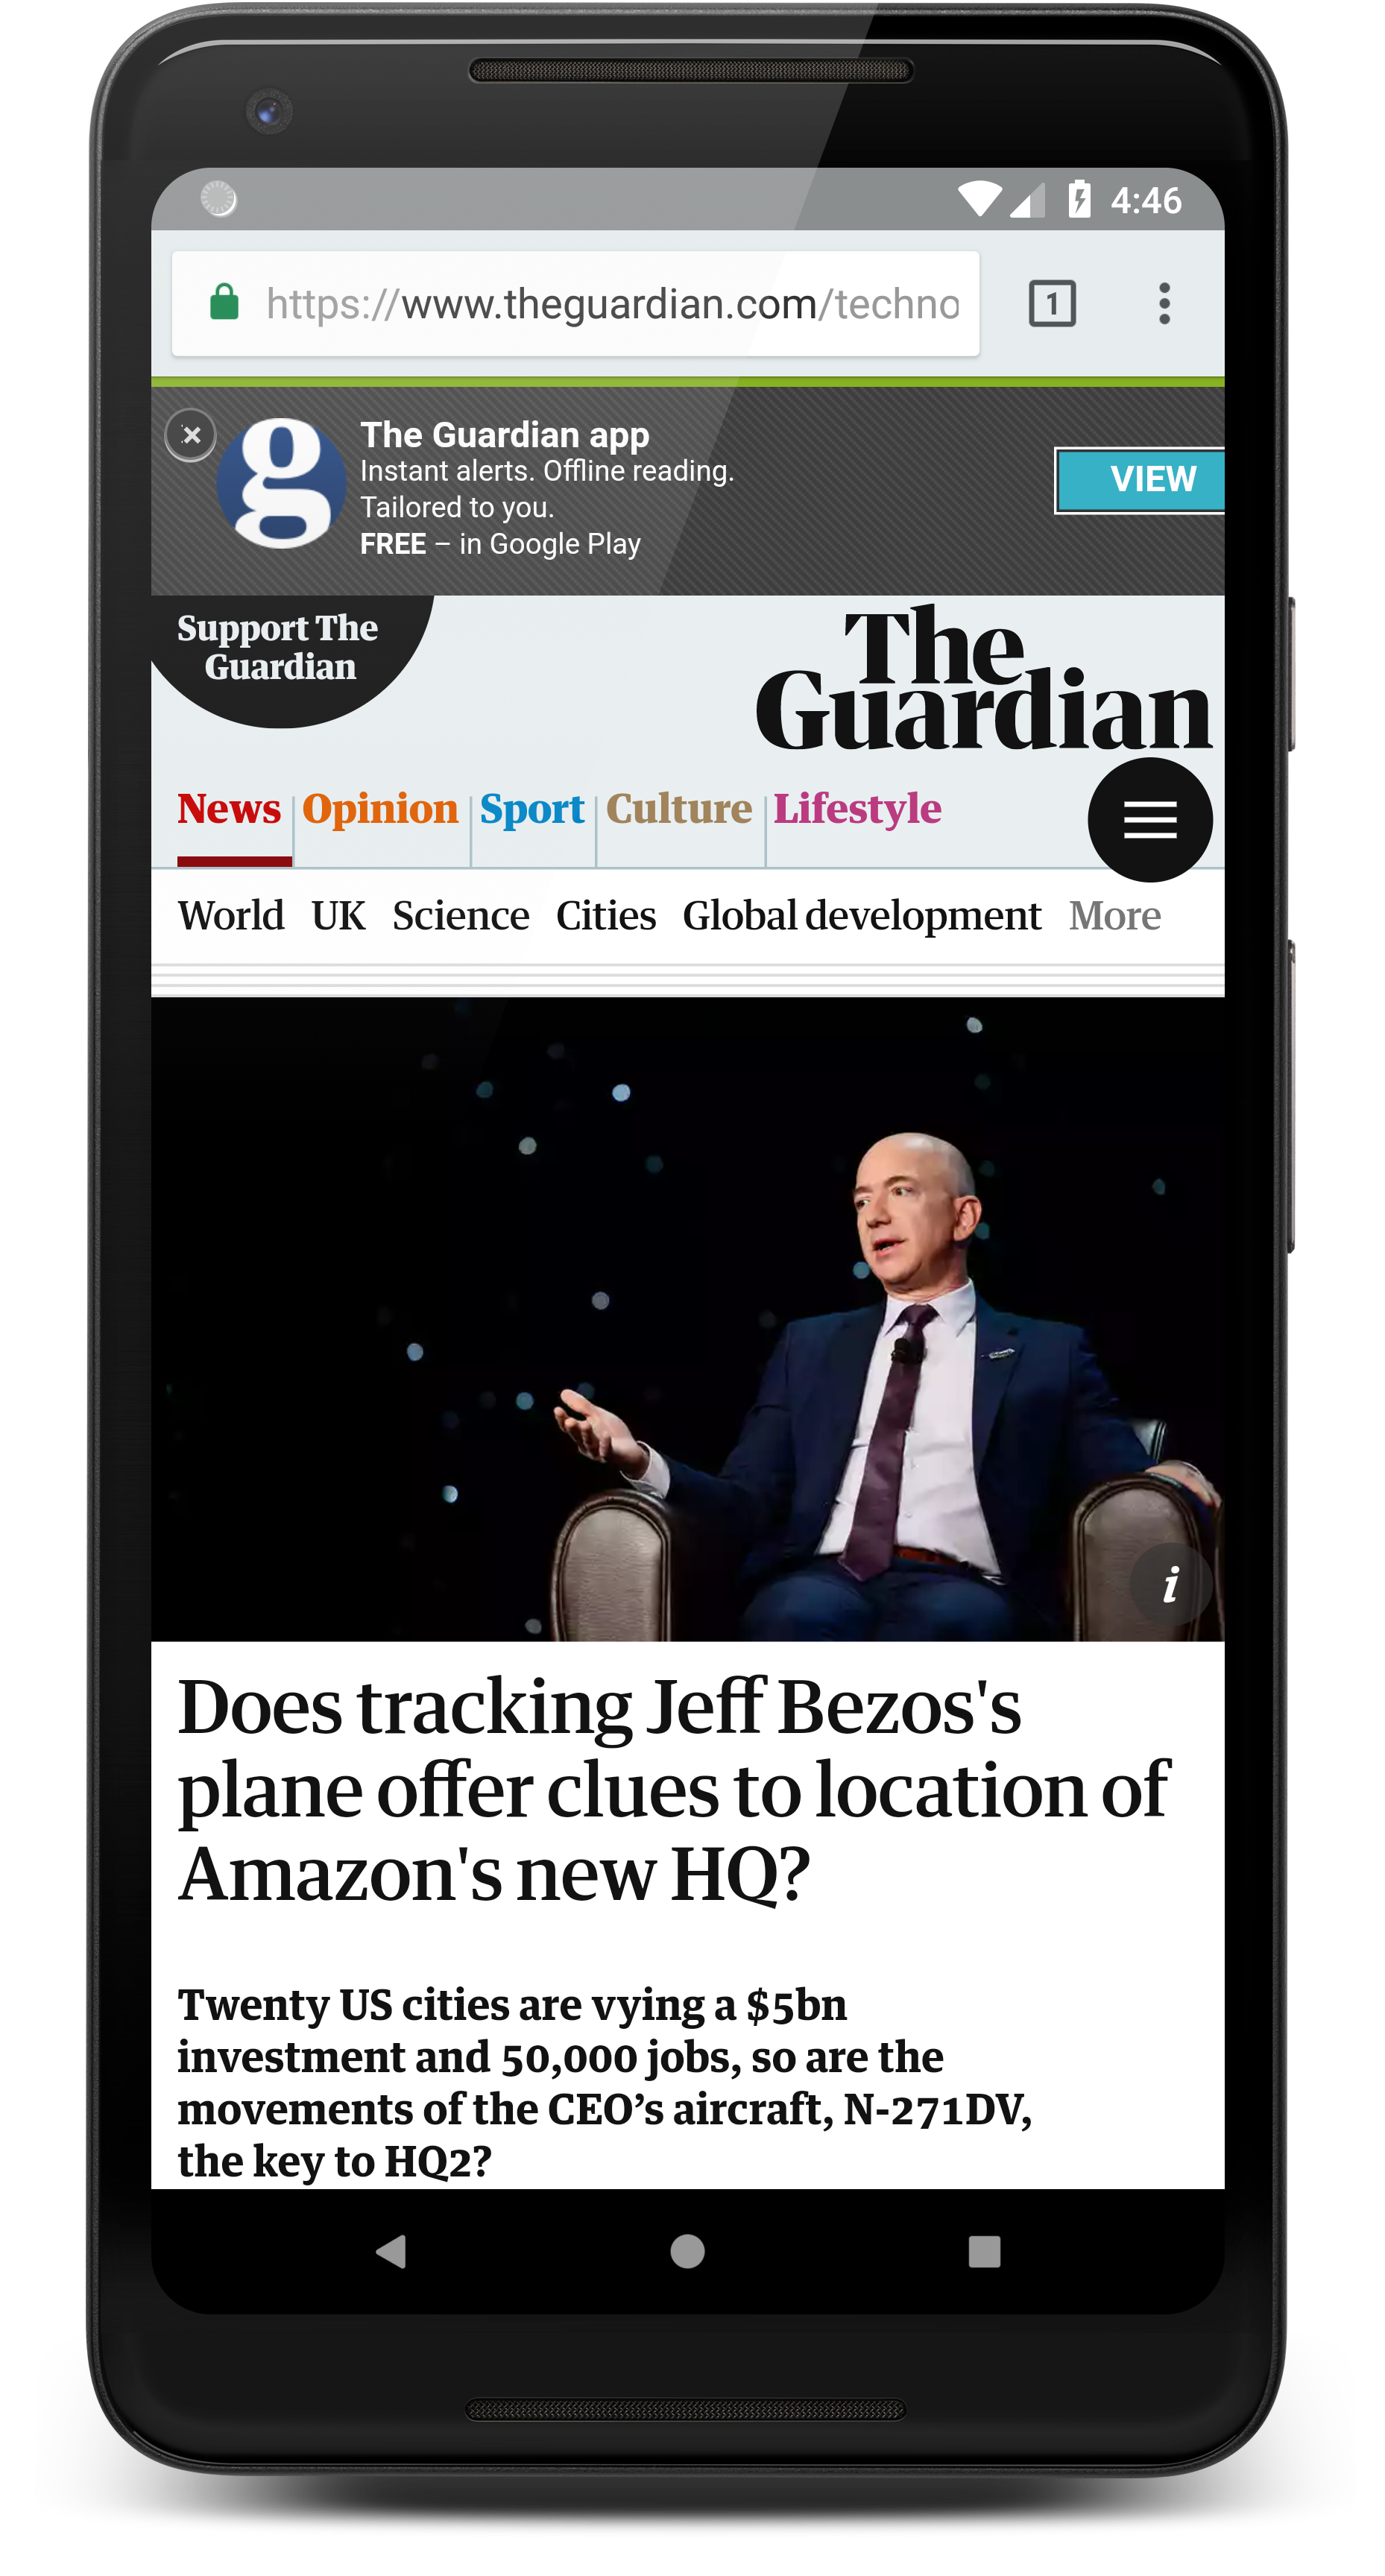 4:46
https://www.theguardian.com/techno
1
The Guardian app
Instant alerts. Offline reading.
Tailored to you.
FREE – in Google Play
VIEW
g
Support The
Guardian
The
Guardian
News Opinion Sport Culture Lifestyle
World UK Science Cities Global development More
i
Does tracking Jeff Bezos's
plane offer clues to location of
Amazon's new HQ?
Twenty US cities are vying a $5bn
investment and 50,000 jobs, so are the
movements of the CEO’s aircraft, N-271DV,
the key to HQ2?